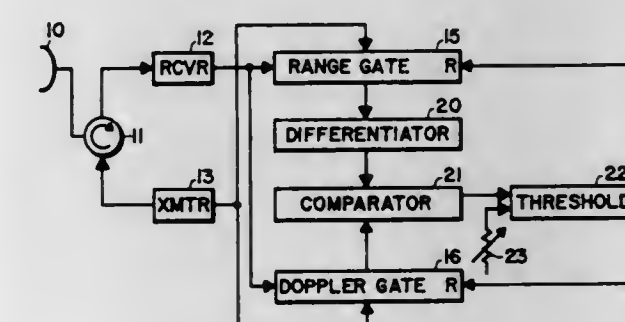 10
12
RCVR
15
RANGE GATE R
11
20
DIFFERENTIATOR
13
XMTR
21
COMPARATOR
22
THRESHOLD
23
16
DOPPLER GATE R